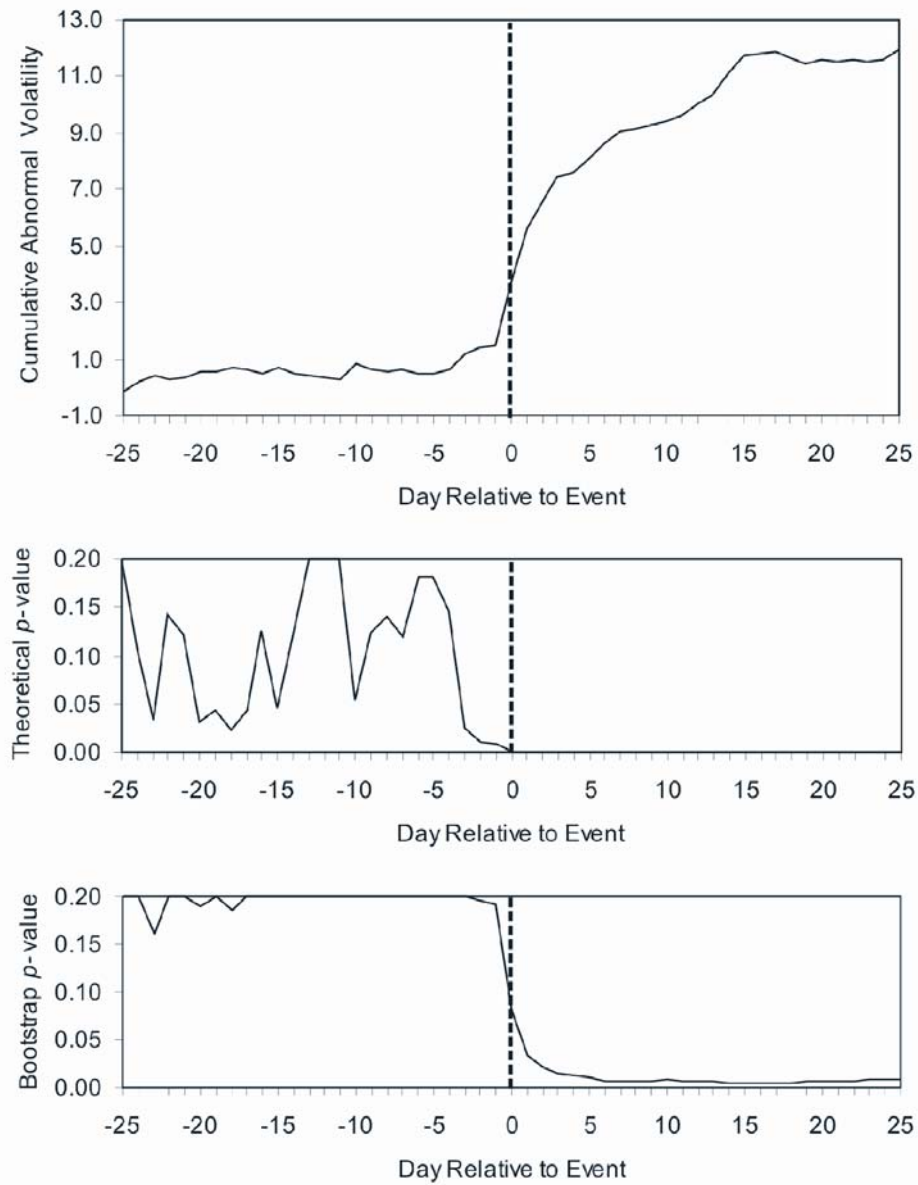 Cumulative Abnormal Volatility
13.0
11.0
9.0
7.0
5.0
3.0
1.0
-1.0
-25 -20 -15 -10 -5 0 5 10 15 20 25
Day Relative to Event
Theoretical p-value
0.20
0.15
0.10
0.05
0.00
-25 -20 -15 -10 -5 0 5 10 15 20 25
Day Relative to Event
Bootstrap p-value
0.20
0.15
0.10
0.05
0.00
-25 -20 -15 -10 -5 0 5 10 15 20 25
Day Relative to Event